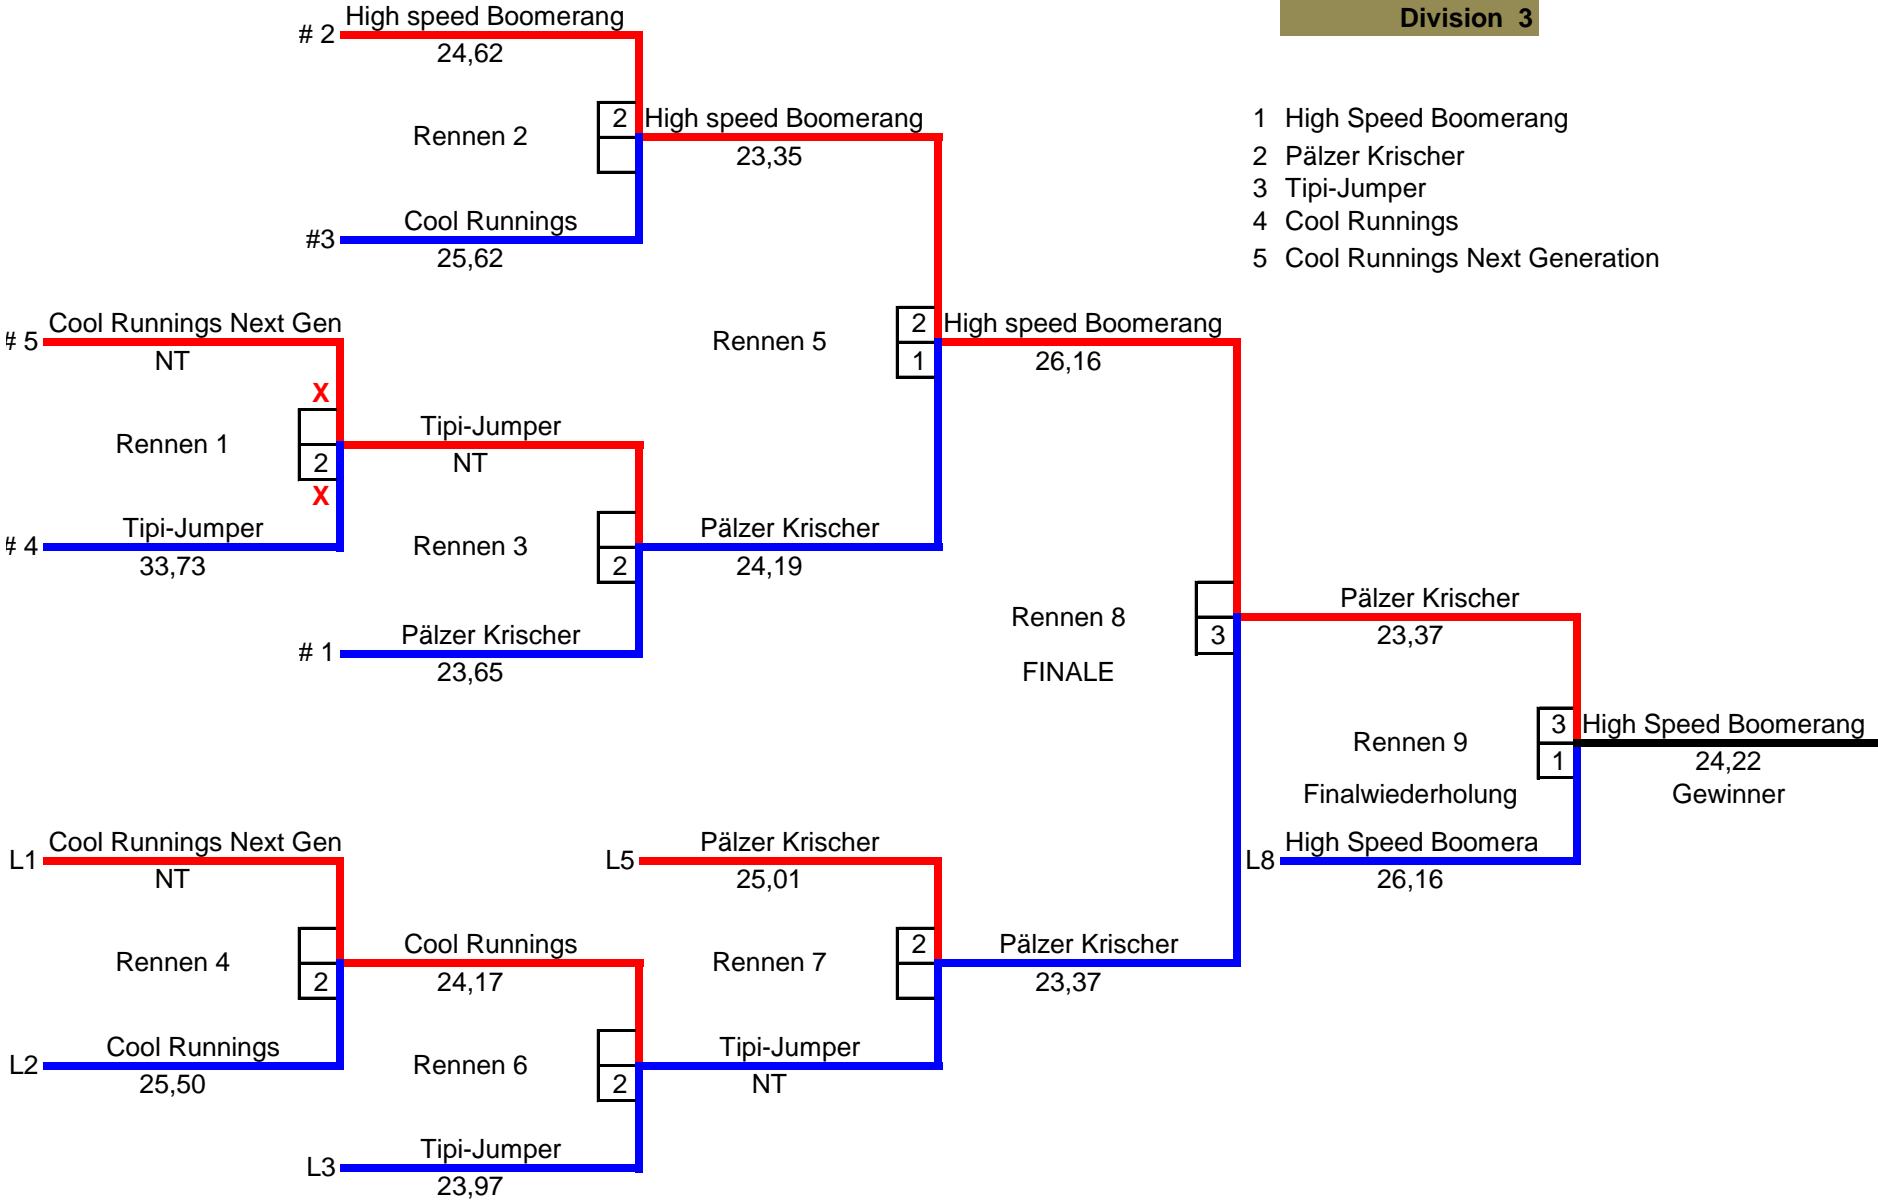 Division 3
1 High Speed Boomerang
2 Pälzer Krischer
3 Tipi-Jumper
4 Cool Runnings
5 Cool Runnings Next Generation
# 2 High speed Boomerang
24,62
Rennen 2
2
#3 Cool Runnings
25,62
High speed Boomerang
23,35
# 5 Cool Runnings Next Gen
NT
X
Rennen 1
2
X
# 4 Tipi-Jumper
33,73
Tipi-Jumper
NT
Rennen 3
2
# 1 Pälzer Krischer
23,65
Rennen 5
2
1
Pälzer Krischer
24,19
High speed Boomerang
26,16
Rennen 8
3
FINALE
Pälzer Krischer
23,37
Rennen 9
3
1
Finalwiederholung
L8 High Speed Boomera
26,16
High Speed Boomerang
24,22
Gewinner
L1 Cool Runnings Next Gen
NT
Rennen 4
2
L2 Cool Runnings
25,50
Cool Runnings
24,17
Rennen 6
2
L3 Tipi-Jumper
23,97
L5 Pälzer Krischer
25,01
Rennen 7
2
Tipi-Jumper
NT
Pälzer Krischer
23,37